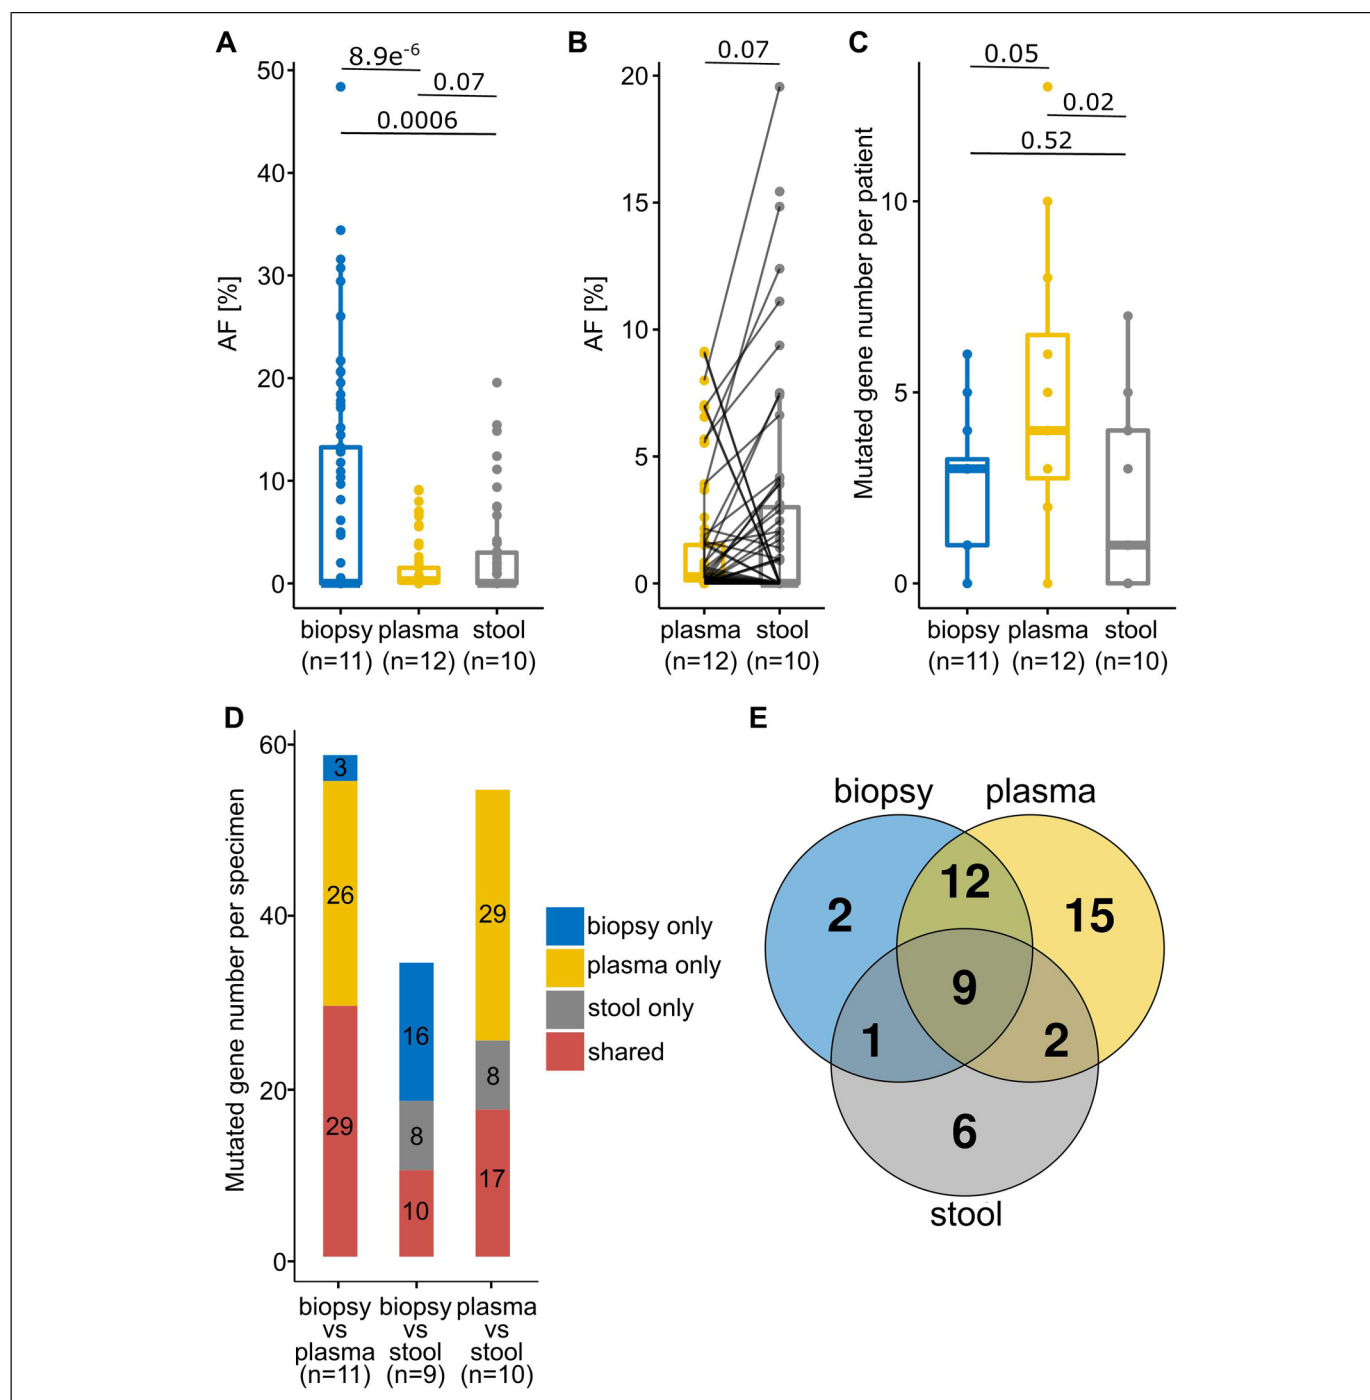 A
8.9e⁻⁶
0.07
0.0006
50
40
30
20
10
0
AF [%]
biopsy plasma stool
(n=11) (n=12) (n=10)
B
0.07
20
15
10
5
0
AF [%]
plasma stool
(n=12) (n=10)
C
0.05
0.02
0.52
10
5
0
Mutated gene number per patient
biopsy plasma stool
(n=11) (n=12) (n=10)
D
60
40
20
0
Mutated gene number per specimen
3
26
29
16
8
10
29
8
17
biopsy
vs
plasma
(n=11)
biopsy
vs
stool
(n=9)
plasma
vs
stool
(n=10)
biopsy only
plasma only
stool only
shared
E
biopsy plasma
12
2
15
9
1
2
6
stool